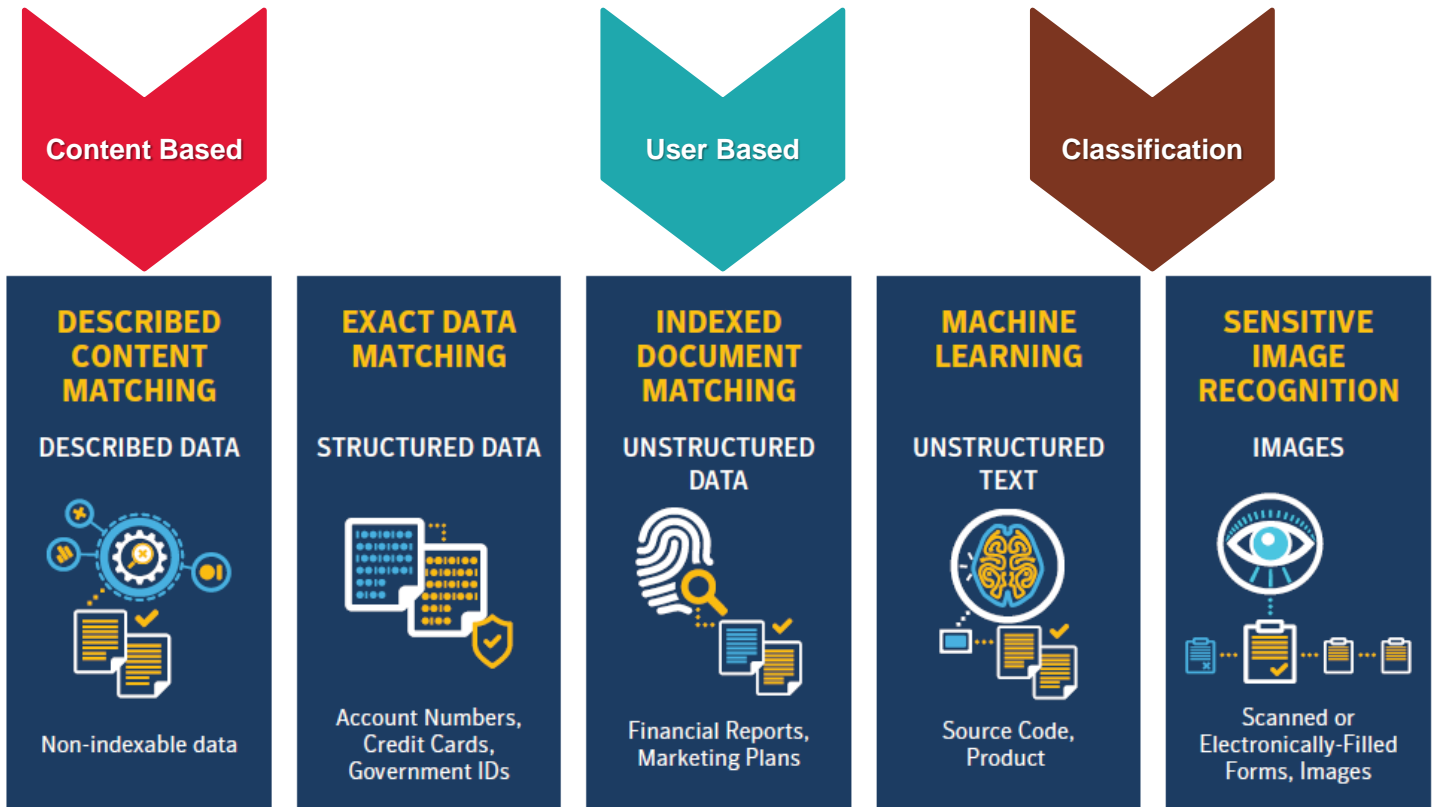 Content Based
User Based
Classification
DESCRIBED
CONTENT
MATCHING
DESCRIBED DATA
Non-indexable data
EXACT DATA
MATCHING
STRUCTURED DATA
Account Numbers,
Credit Cards,
Government IDs
INDEXED
DOCUMENT
MATCHING
UNSTRUCTURED
DATA
Financial Reports,
Marketing Plans
MACHINE
LEARNING
UNSTRUCTURED
TEXT
Source Code,
Product
SENSITIVE
IMAGE
RECOGNITION
IMAGES
Scanned or
Electronically-Filled
Forms, Images